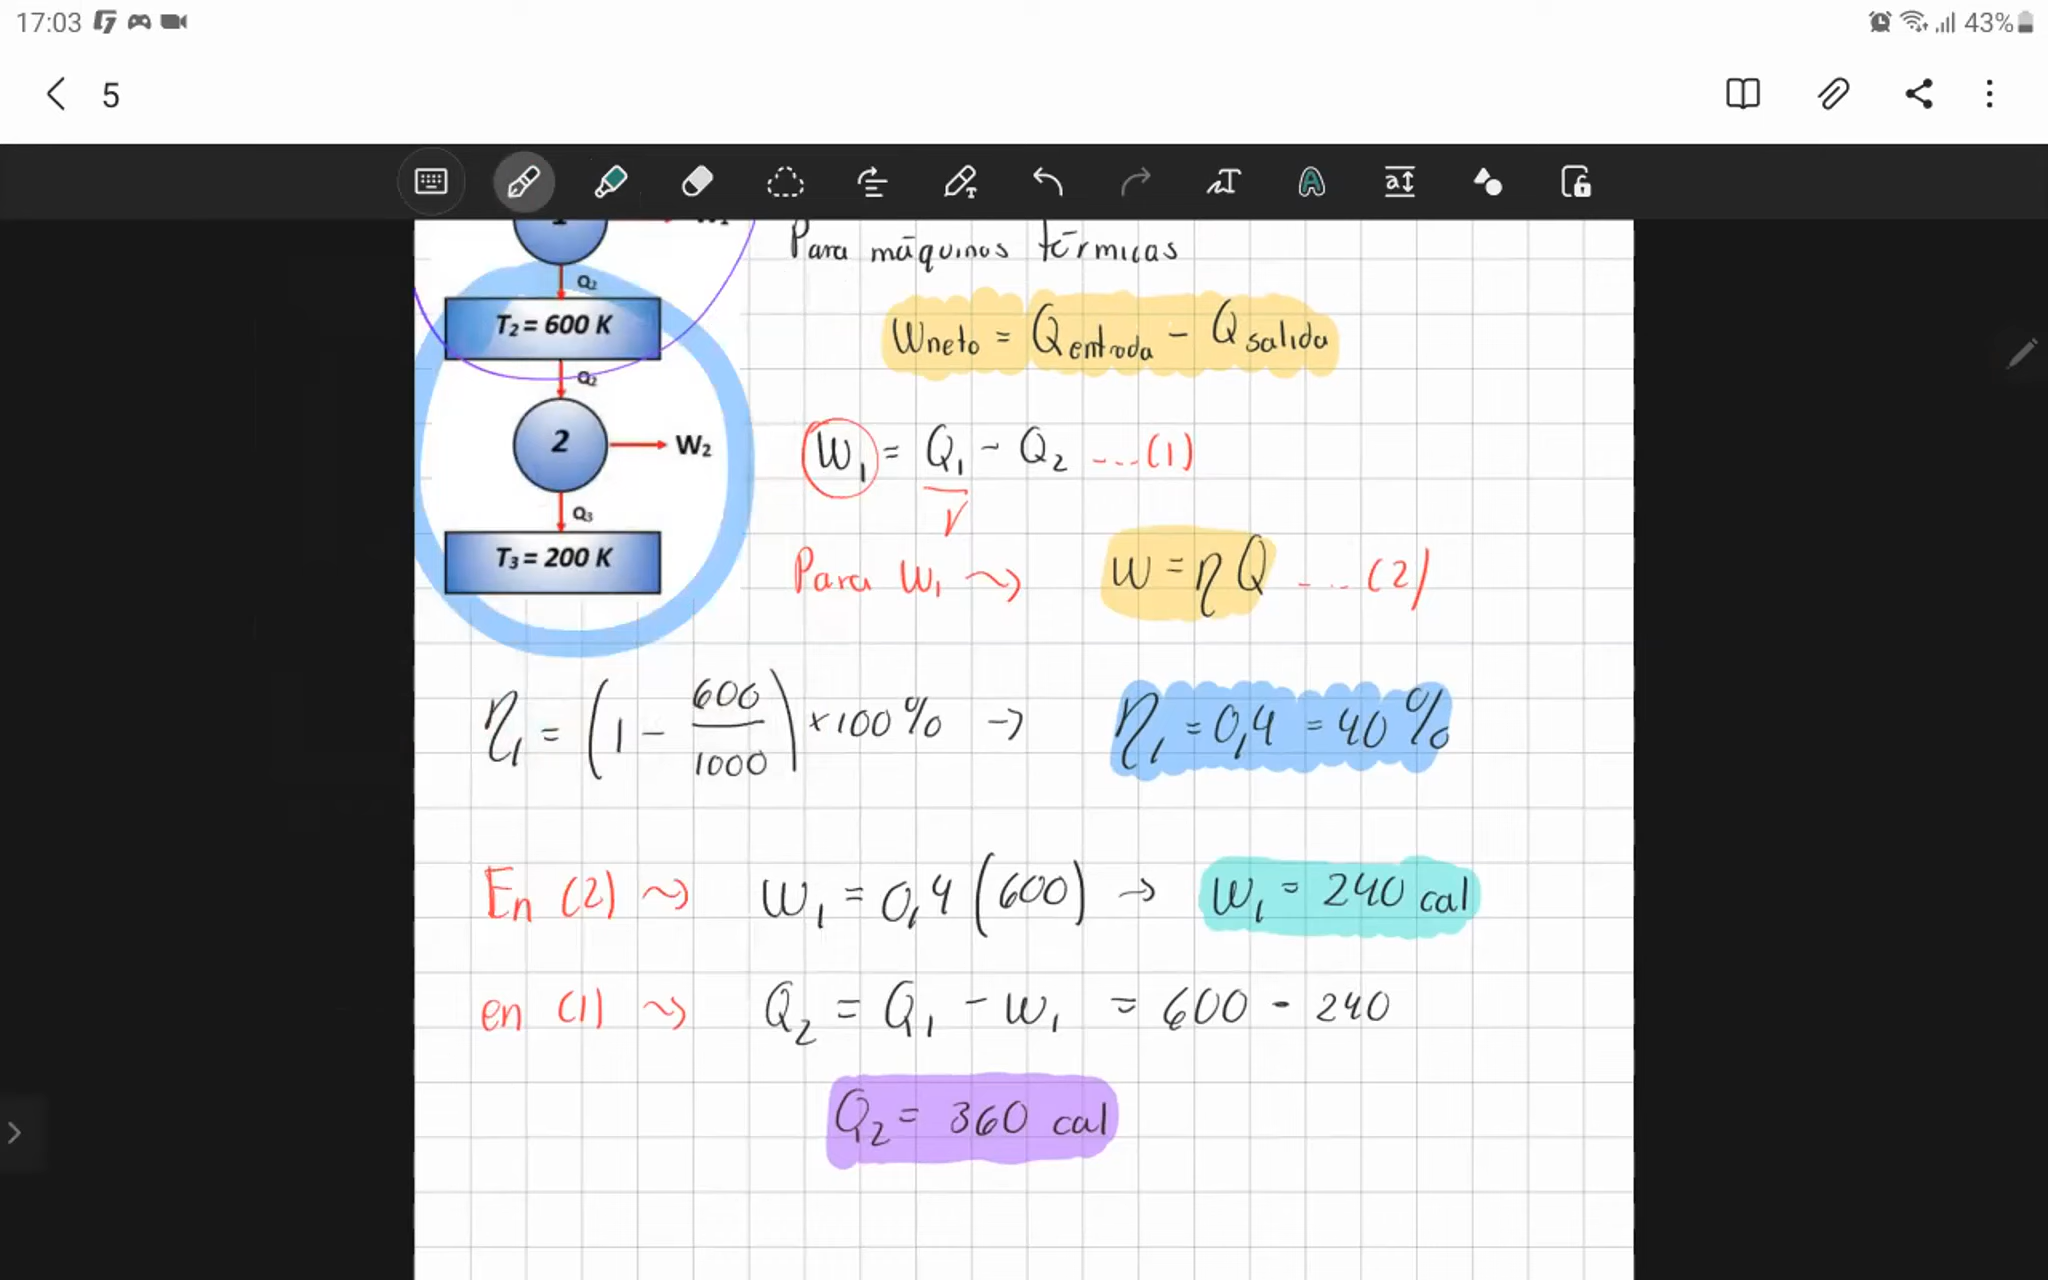 17:03
43%
5
Para máquinas térmicas
Q₂
T₂ = 600 K
Wneto = Qentrada - Qsalida
Q₂
2
W₂
W₁ = Q₁ - Q₂ ....(1)
Q₃
T₃ = 200 K
Para W₁ ⤳ W = ηQ ....(2)
η₁ = (1 - 600/1000) × 100% → η₁ = 0,4 = 40%
En (2) ⤳ W₁ = 0,4 (600) → W₁ = 240 cal
en (1) ⤳ Q₂ = Q₁ - W₁ = 600 - 240
Q₂ = 360 cal